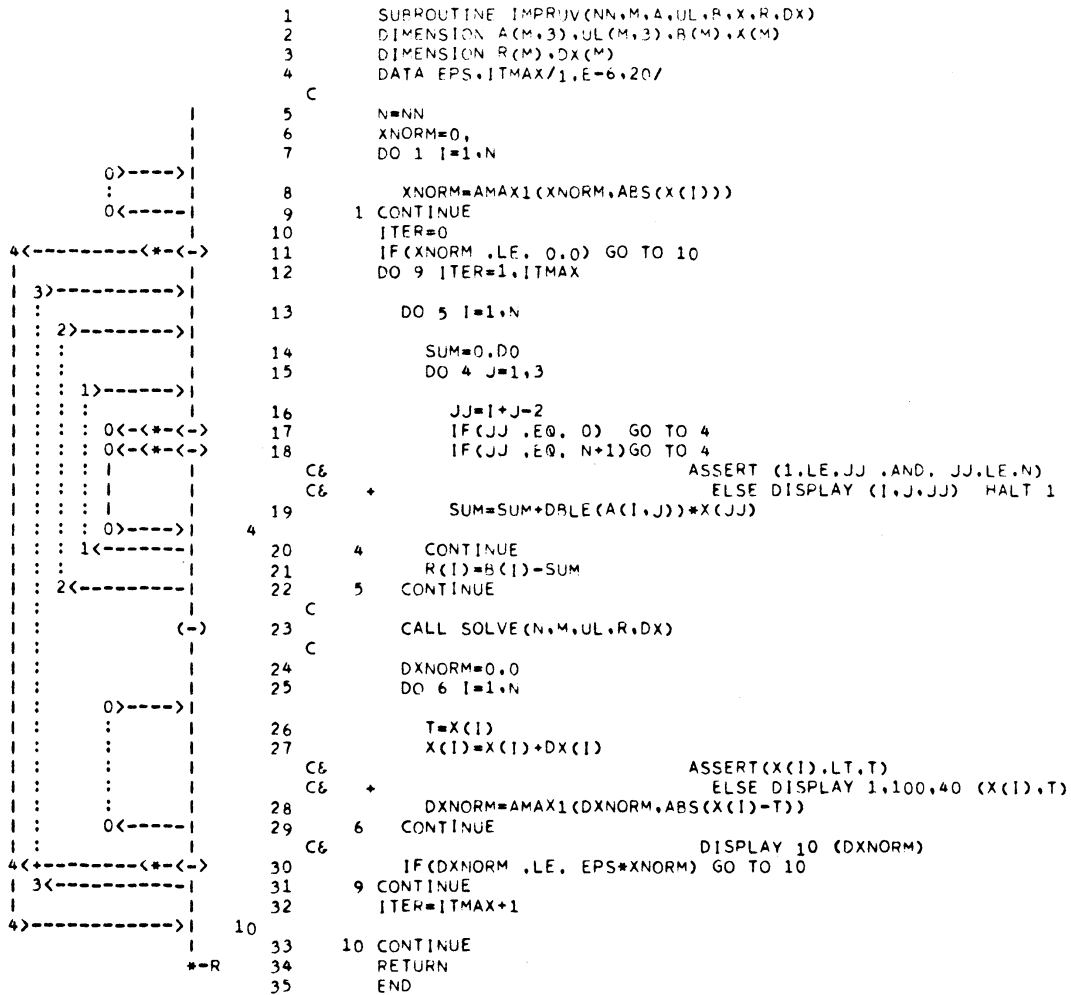 1 SUBROUTINE IMPRUV(NN,M,A,UL,B,X,R,DX)
2 DIMENSION A(M,3),UL(M,3),B(M),X(M)
3 DIMENSION R(M),DX(M)
4 DATA EPS,ITMAX/1.E-6,20/
C
| 5 N=NN
| 6 XNORM=0.
| 7 DO 1 I=1,N
0>---->|
: | 8 XNORM=AMAX1(XNORM,ABS(X(I)))
0<-----| 9 1 CONTINUE
| 10 ITER=0
4<---------<*-<-> 11 IF(XNORM .LE. 0.0) GO TO 10
| | 12 DO 9 ITER=1,ITMAX
| 3>----------->|
| : | 13 DO 5 I=1,N
| : 2>--------->|
| : : | 14 SUM=0.D0
| : : | 15 DO 4 J=1,3
| : : 1>------->|
| : : : | 16 JJ=I+J-2
| : : : 0<-<*-<-> 17 IF(JJ .EQ. 0) GO TO 4
| : : : 0<-<*-<-> 18 IF(JJ .EQ. N+1)GO TO 4
| : : : | | C& ASSERT (1.LE.JJ .AND. JJ.LE.N)
| : : : | | C& + ELSE DISPLAY (I,J,JJ) HALT 1
| : : : | | 19 SUM=SUM+DBLE(A(I,J))*X(JJ)
| : : : 0>---->| 4
| : : 1<--------| 20 4 CONTINUE
| : : | 21 R(I)=B(I)-SUM
| : 2<----------| 22 5 CONTINUE
| : | C
| : (-) 23 CALL SOLVE(N,M,UL,R,DX)
| : | C
| : | 24 DXNORM=0.0
| : | 25 DO 6 I=1,N
| : 0>---->|
| : : | 26 T=X(I)
| : : | 27 X(I)=X(I)+DX(I)
| : : | C& ASSERT(X(I).LT.T)
| : : | C& + ELSE DISPLAY 1,100,40 (X(I),T)
| : : | 28 DXNORM=AMAX1(DXNORM,ABS(X(I)-T))
| : 0<-----| 29 6 CONTINUE
| : | C& DISPLAY 10 (DXNORM)
4<+---------<*-<-> 30 IF(DXNORM .LE. EPS*XNORM) GO TO 10
| 3<------------| 31 9 CONTINUE
| | 32 ITER=ITMAX+1
4>------------->| 10
| 33 10 CONTINUE
*-R 34 RETURN
35 END